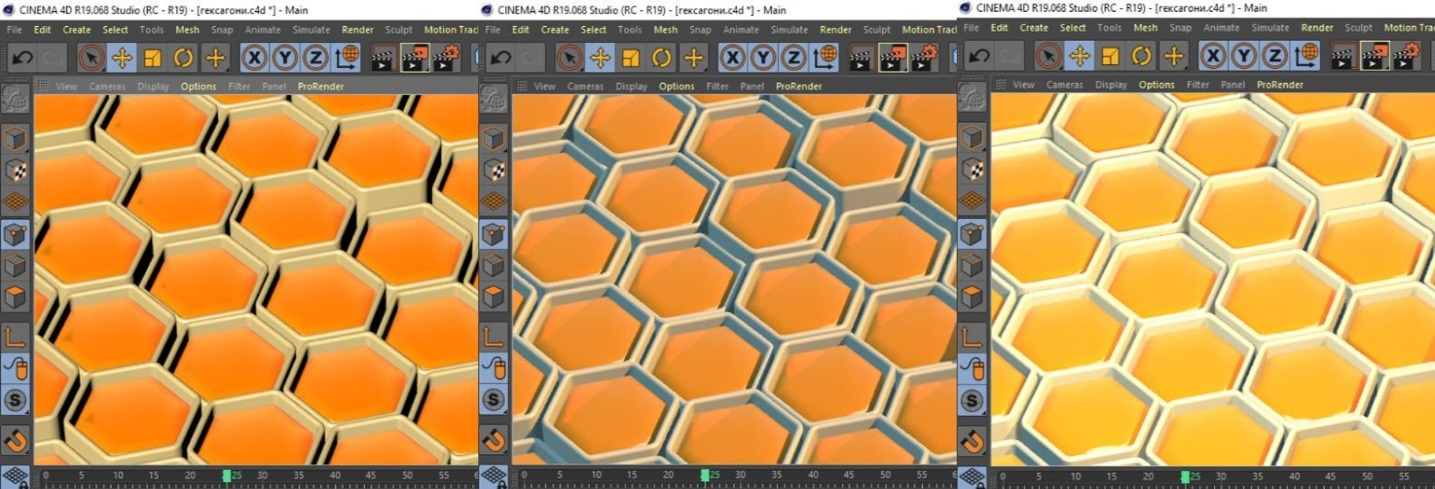 CINEMA 4D R19.068 Studio (RC - R19) - [гексагони.c4d *] - Main
File Edit Create Select Tools Mesh Snap Animate Simulate Render Sculpt Motion Trac
X Y Z
View Cameras Display Options Filter Panel ProRender
S
0 5 10 15 20 25 30 35 40 45 50 55
CINEMA 4D R19.068 Studio (RC - R19) - [гексагони.c4d *] - Main
File Edit Create Select Tools Mesh Snap Animate Simulate Render Sculpt Motion Trac
X Y Z
View Cameras Display Options Filter Panel ProRender
S
0 5 10 15 20 25 30 35 40 45 50 55
CINEMA 4D R19.068 Studio (RC - R19) - [гексагони.c4d *] - Main
File Edit Create Select Tools Mesh Snap Animate Simulate Render Sculpt Motion Trac
X Y Z
View Cameras Display Options Filter Panel ProRender
S
0 5 10 15 20 25 30 35 40 45 50 55